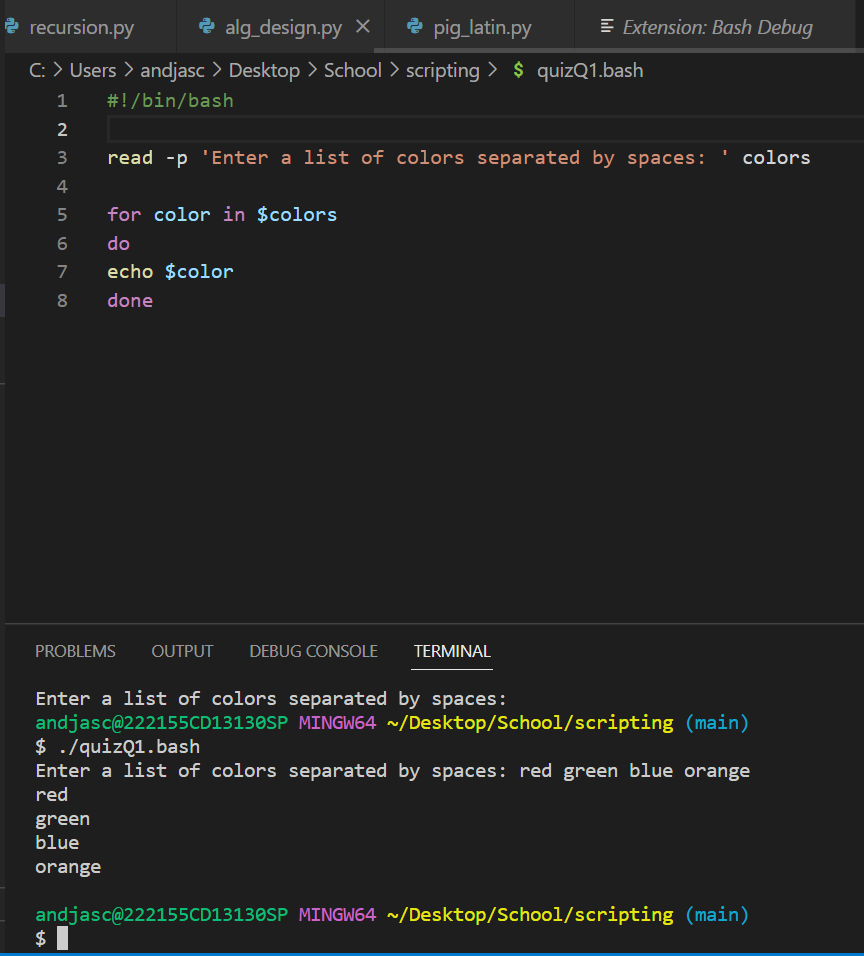 recursion.py alg_design.py pig_latin.py Extension: Bash Debug
C: > Users > andjasc > Desktop > School > scripting > $ quizQ1.bash
1 #!/bin/bash
2
3 read -p 'Enter a list of colors separated by spaces: ' colors
4
5 for color in $colors
6 do
7 echo $color
8 done
PROBLEMS OUTPUT DEBUG CONSOLE TERMINAL
Enter a list of colors separated by spaces:
andjasc@222155CD13130SP MINGW64 ~/Desktop/School/scripting (main)
$ ./quizQ1.bash
Enter a list of colors separated by spaces: red green blue orange
red
green
blue
orange
andjasc@222155CD13130SP MINGW64 ~/Desktop/School/scripting (main)
$